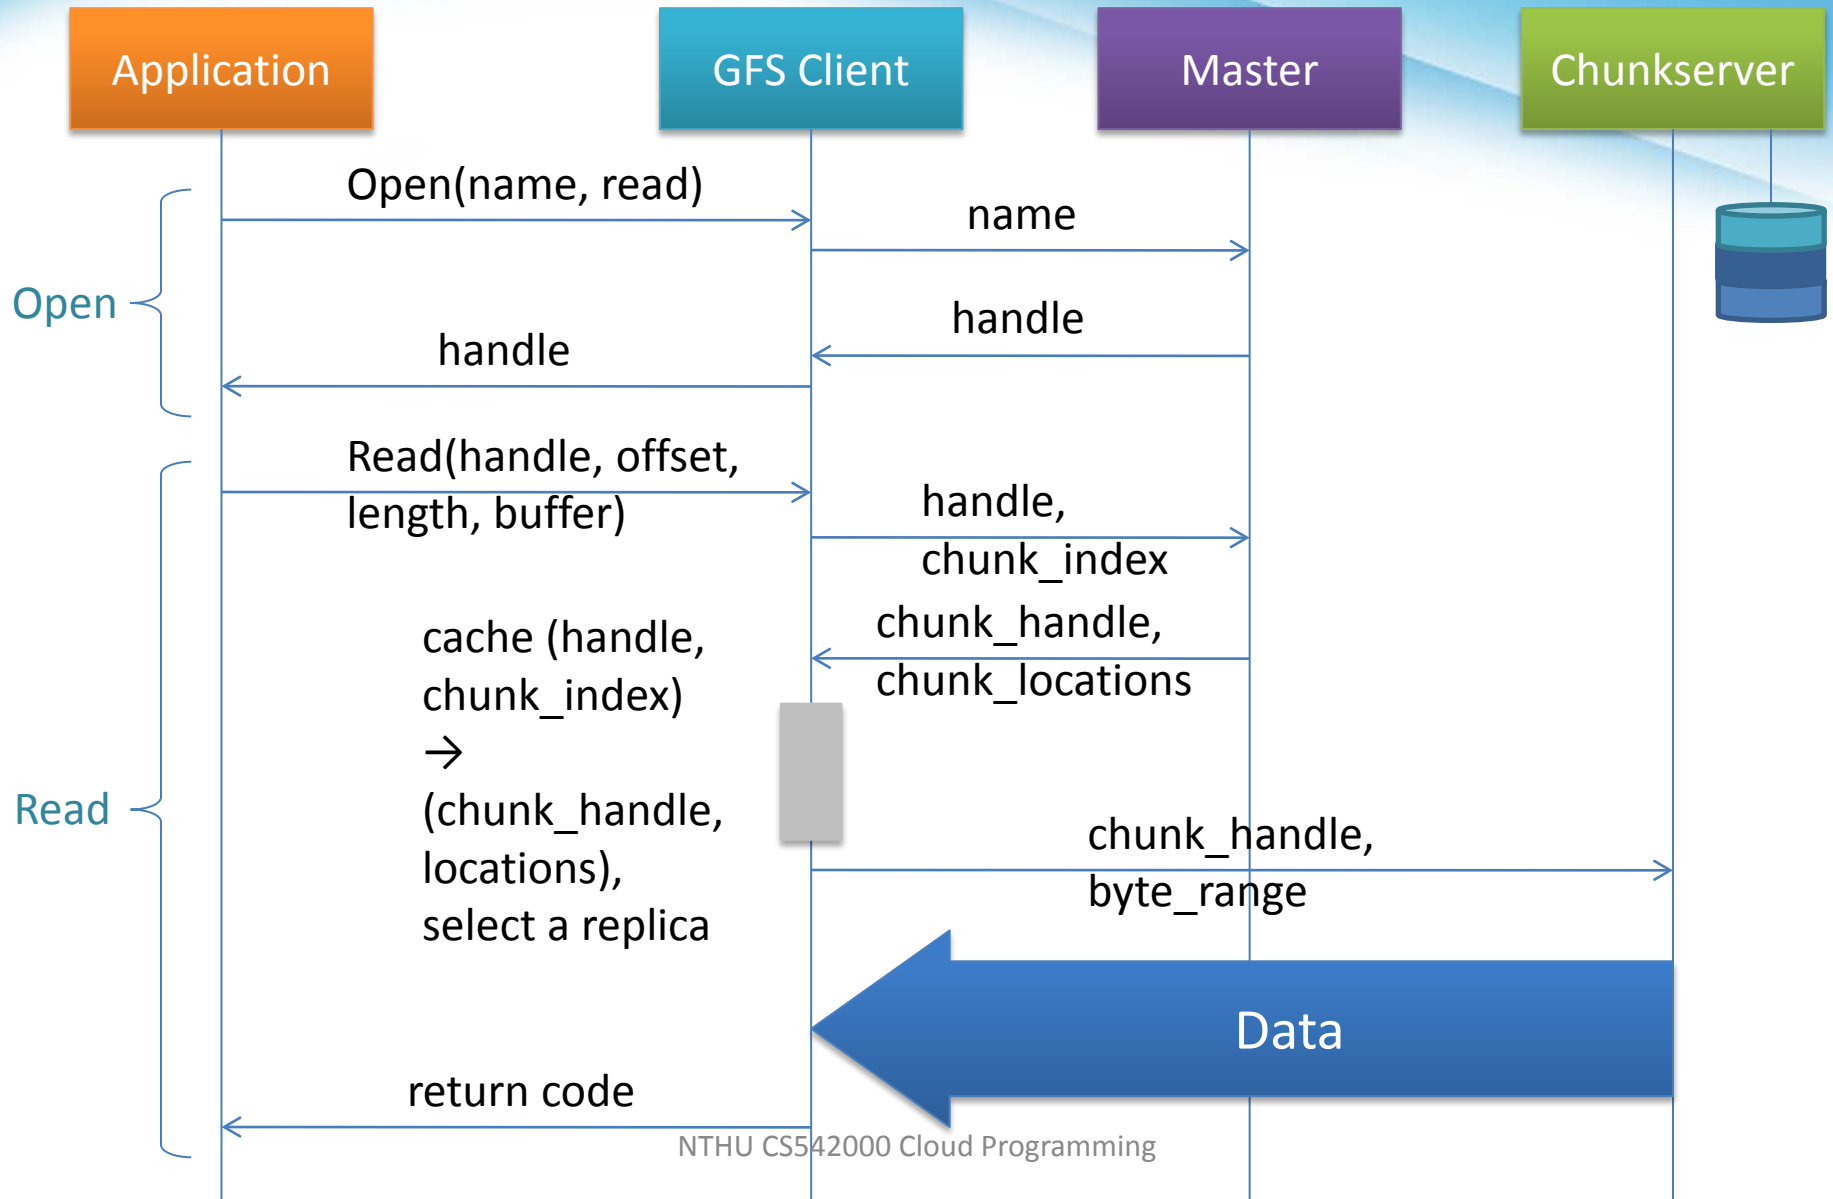 Application
GFS Client
Master
Chunkserver
Open(name, read)
name
Open
handle
handle
Read(handle, offset,
length, buffer)
handle,
chunk_index
chunk_handle,
chunk_locations
cache (handle,
chunk_index)
→
(chunk_handle,
locations),
select a replica
Read
chunk_handle,
byte_range
Data
return code
NTHU CS542000 Cloud Programming